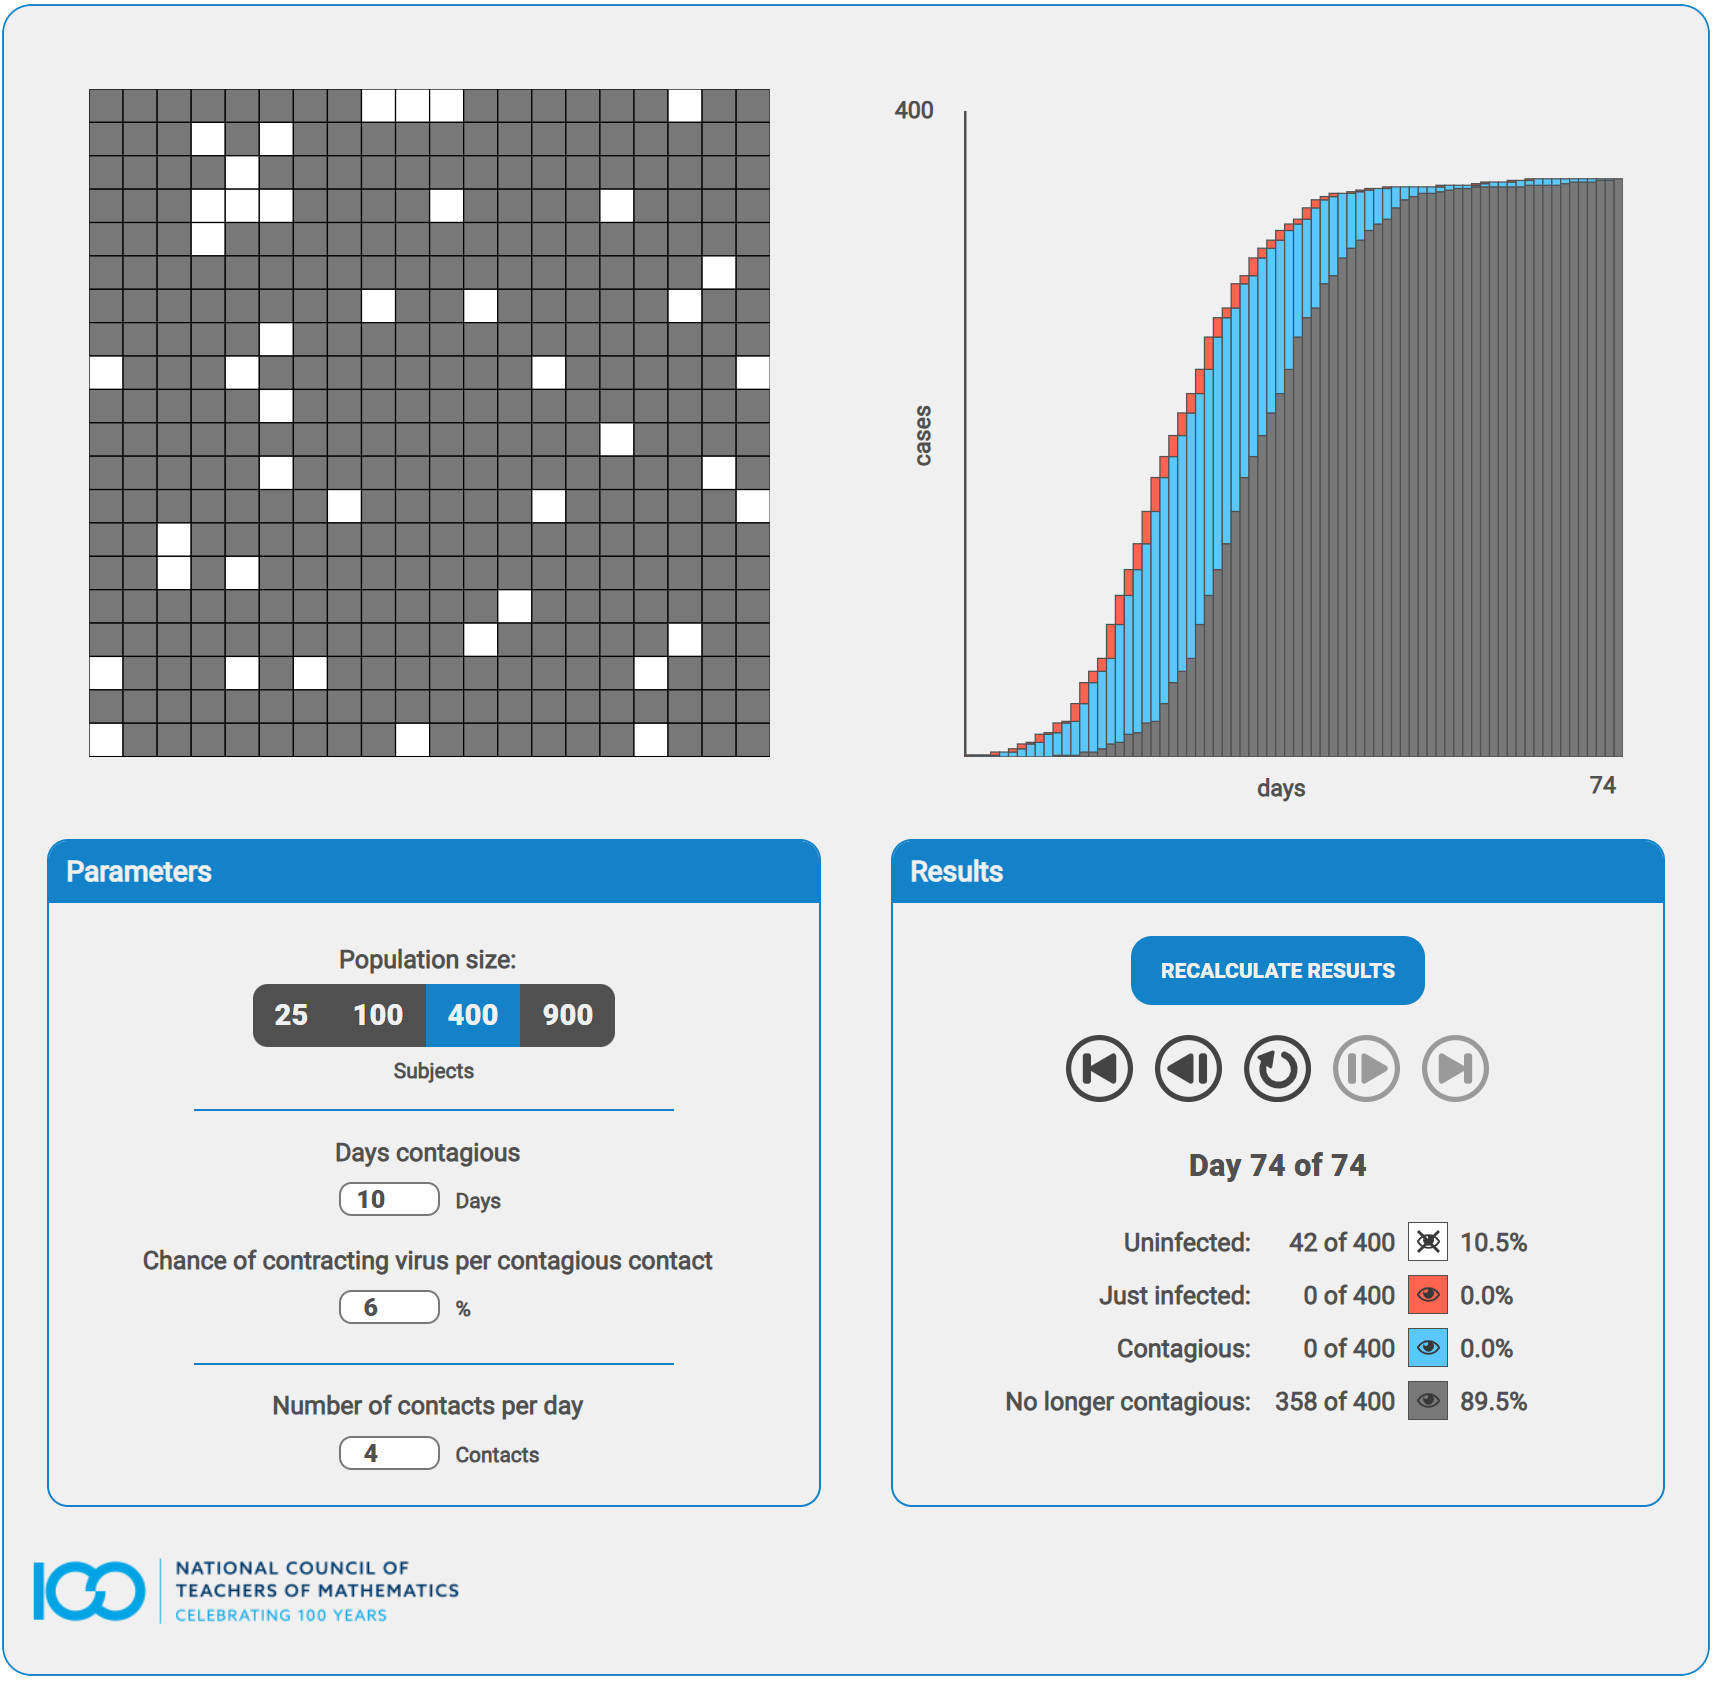 400
cases
days
74
Parameters
Population size:
25 100 400 900
Subjects
Days contagious
10 Days
Chance of contracting virus per contagious contact
6 %
Number of contacts per day
4 Contacts
Results
RECALCULATE RESULTS
Day 74 of 74
Uninfected: 42 of 400 10.5%
Just infected: 0 of 400 0.0%
Contagious: 0 of 400 0.0%
No longer contagious: 358 of 400 89.5%
100 NATIONAL COUNCIL OF
TEACHERS OF MATHEMATICS
CELEBRATING 100 YEARS